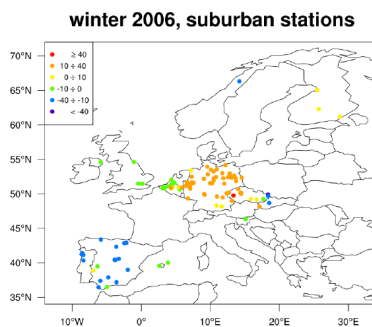 winter 2006, suburban stations
70°N
≥ 40
10 ÷ 40
0 ÷ 10
-10 ÷ 0
-40 ÷ -10
< -40
65°N
60°N
55°N
50°N
45°N
40°N
35°N
10°W
0°
10°E
20°E
30°E